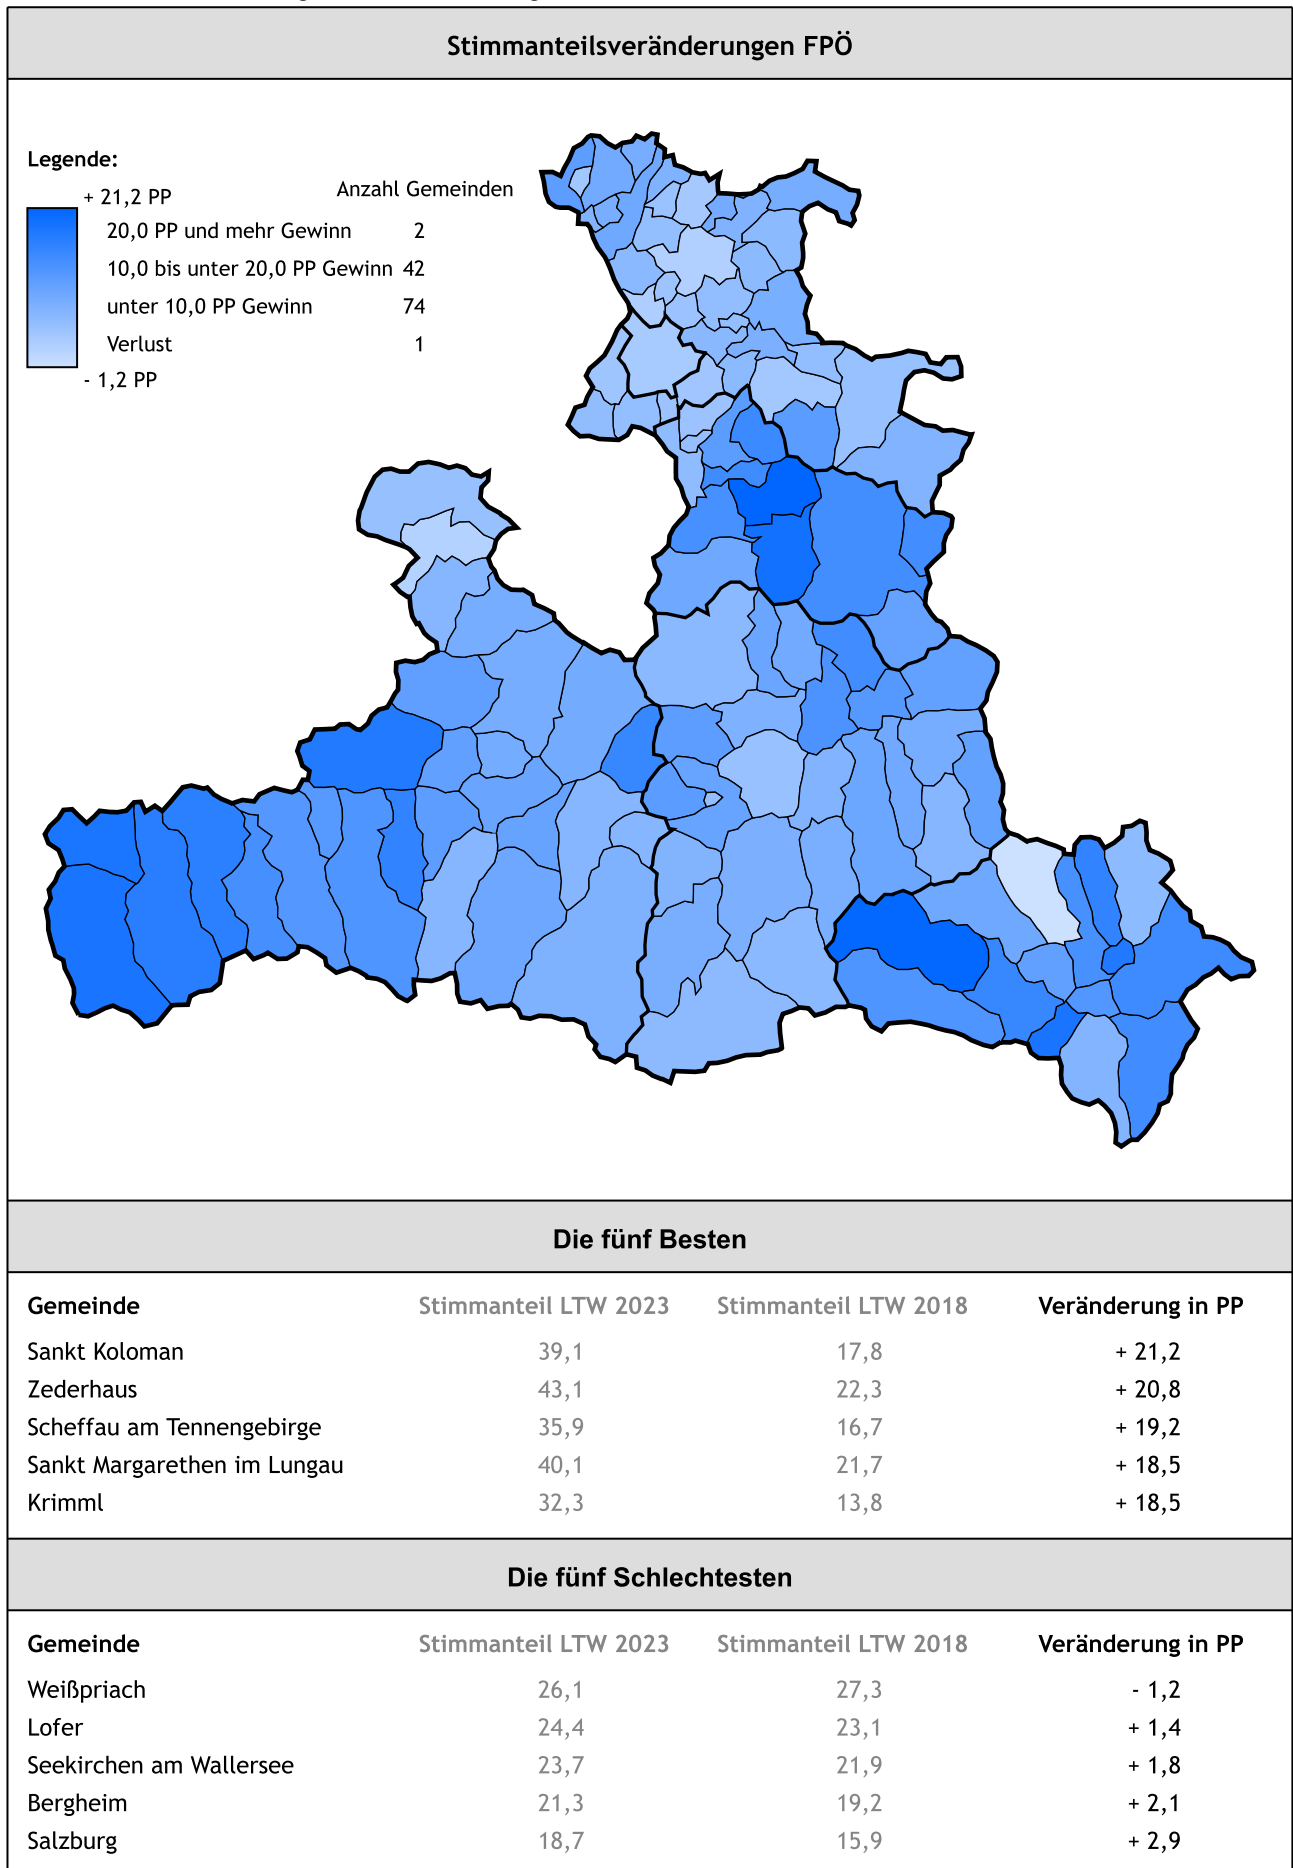 Stimmanteilsveränderungen FPÖ
Legende:
+ 21,2 PP
Anzahl Gemeinden
20,0 PP und mehr Gewinn 2
10,0 bis unter 20,0 PP Gewinn 42
unter 10,0 PP Gewinn 74
Verlust 1
- 1,2 PP
Die fünf Besten
Gemeinde Stimmanteil LTW 2023 Stimmanteil LTW 2018 Veränderung in PP
Sankt Koloman 39,1 17,8 + 21,2
Zederhaus 43,1 22,3 + 20,8
Scheffau am Tennengebirge 35,9 16,7 + 19,2
Sankt Margarethen im Lungau 40,1 21,7 + 18,5
Krimml 32,3 13,8 + 18,5
Die fünf Schlechtesten
Gemeinde Stimmanteil LTW 2023 Stimmanteil LTW 2018 Veränderung in PP
Weißpriach 26,1 27,3 - 1,2
Lofer 24,4 23,1 + 1,4
Seekirchen am Wallersee 23,7 21,9 + 1,8
Bergheim 21,3 19,2 + 2,1
Salzburg 18,7 15,9 + 2,9